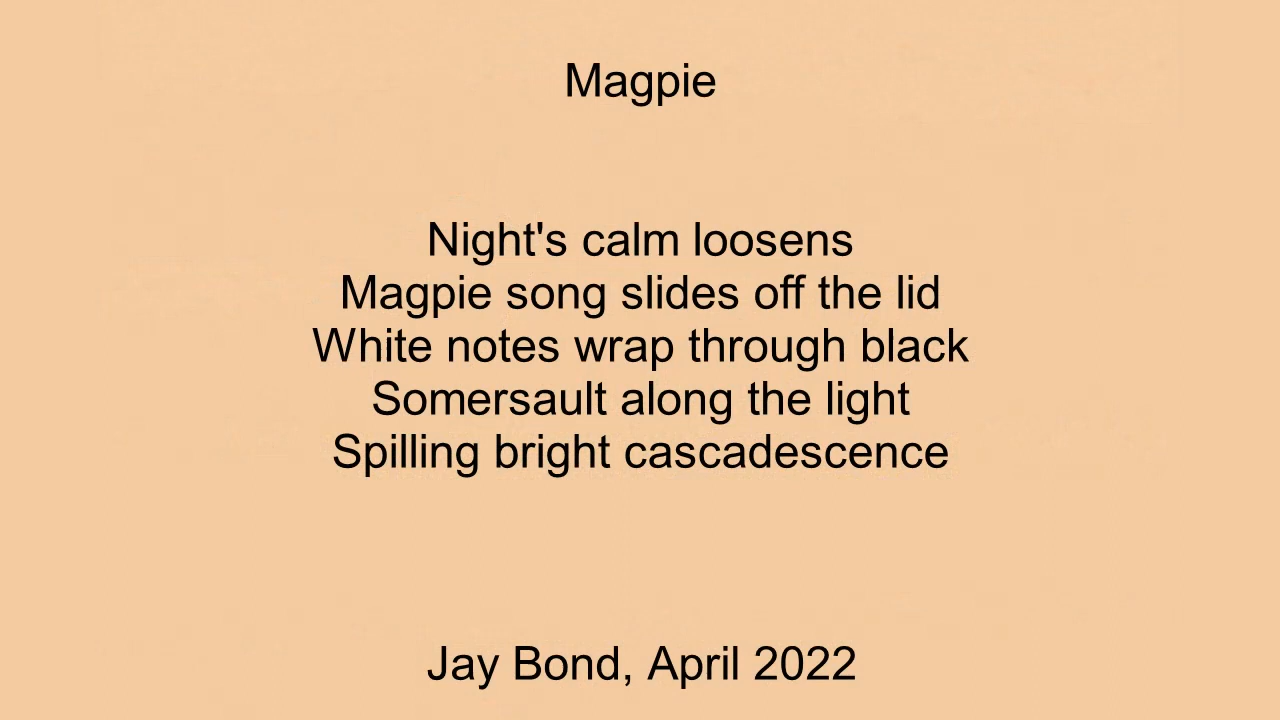 Magpie
Night's calm loosens
Magpie song slides off the lid
White notes wrap through black
Somersault along the light
Spilling bright cascadescence
Jay Bond, April 2022